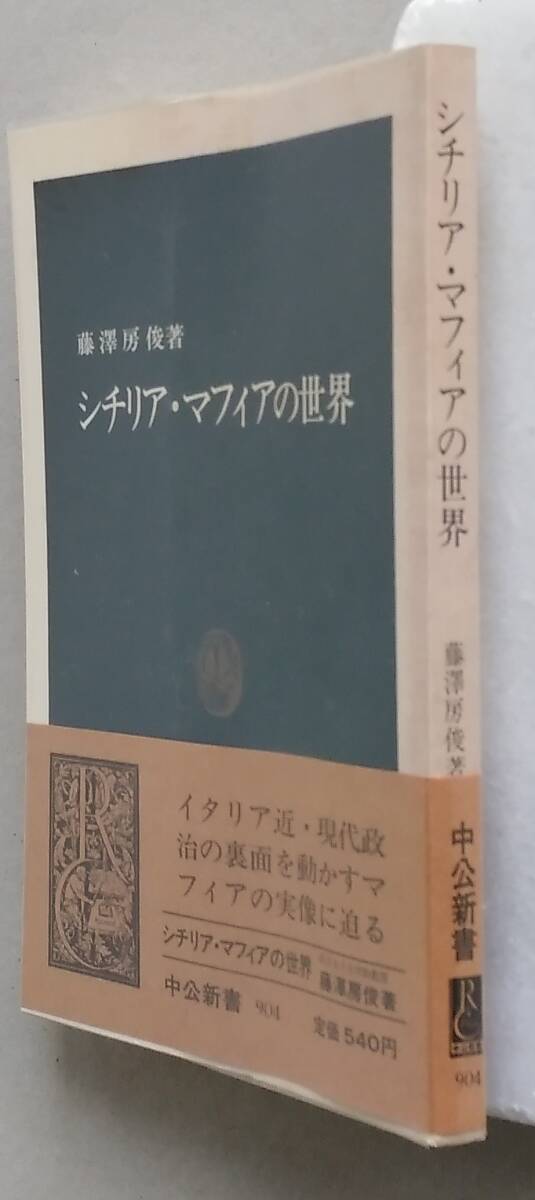 藤澤房俊著
シチリア・マフィアの世界
イタリア近・現代政
治の裏面を動かすマ
フィアの実像に迫る
シチリア・マフィアの世界
藤澤房俊著
中公新書 904
定価540円
シチリア・マフィアの世界
藤澤房俊著
中公新書
RC
904